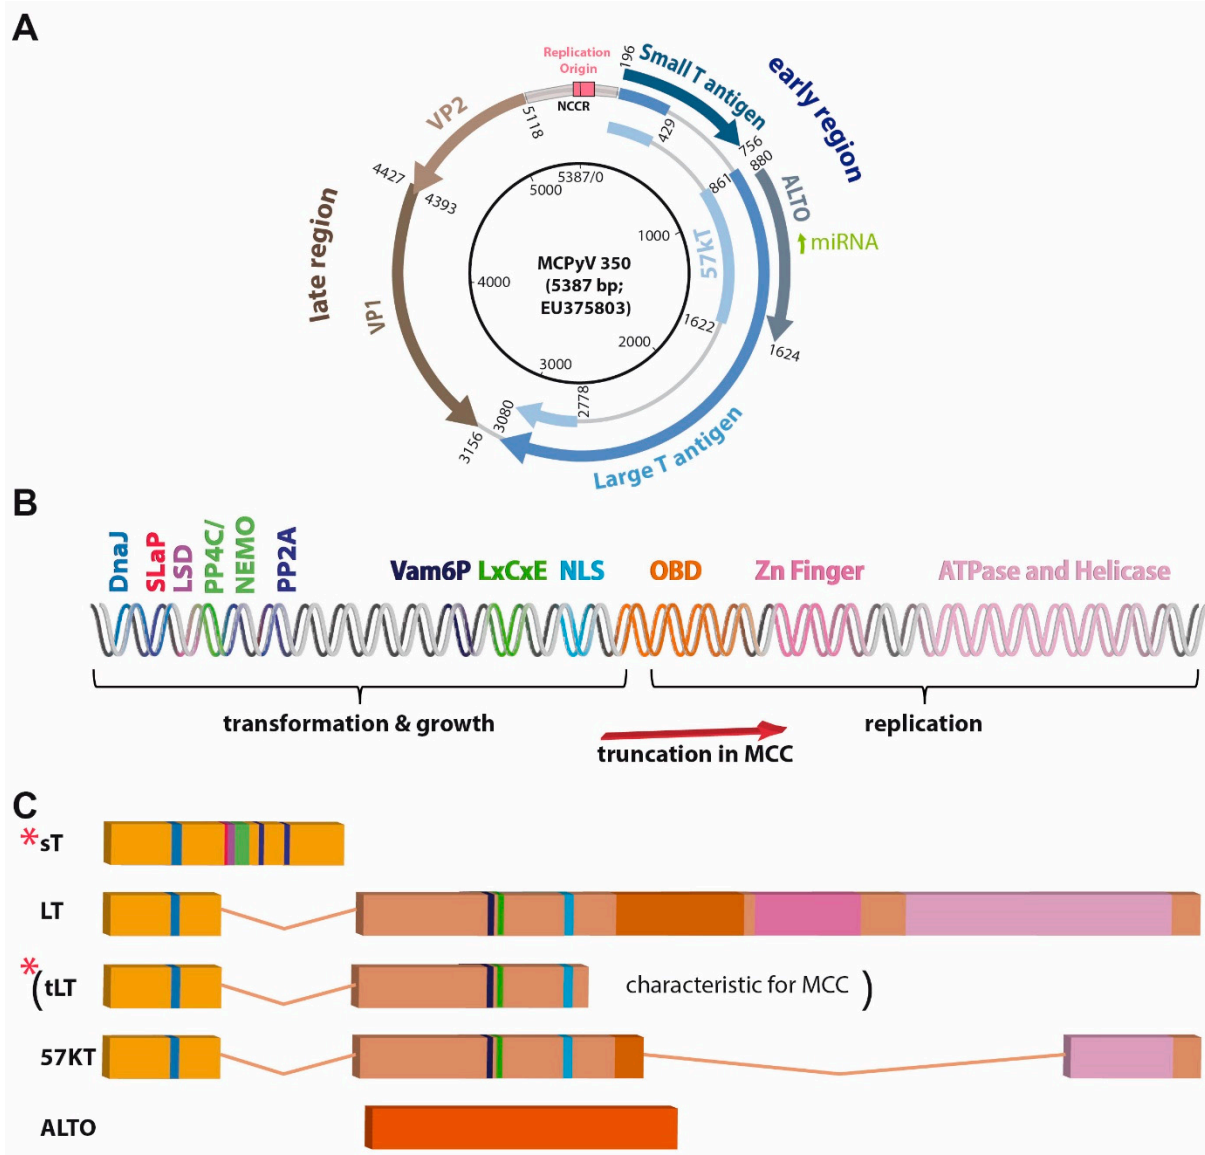 A
Replication
Origin
NCCR
196
Small T antigen
early region
VP2
5118
429
756
880
4427
4393
5387/0
5000
861
ALTO
miRNA
1000
57kT
late region
MCPyV 350
(5387 bp;
EU375803)
4000
VP1
1622
2000
1624
3000
2778
3080
3156
Large T antigen
B
DnaJ
SLaP
LSD
PP4C/
NEMO
PP2A
Vam6P LxCxE NLS OBD Zn Finger ATPase and Helicase
transformation & growth
replication
truncation in MCC
C
*sT
LT
*(tLT characteristic for MCC )
57KT
ALTO